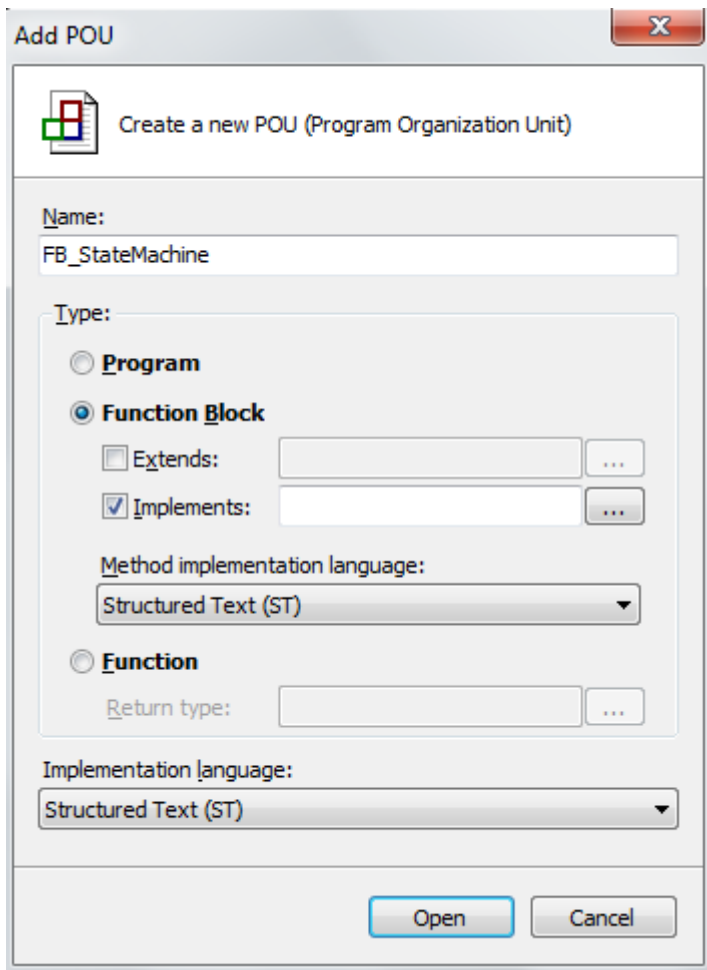 Add POU
Create a new POU (Program Organization Unit)
Name:
FB_StateMachine
Type:
Program
Function Block
Extends: ...
Implements: ...
Method implementation language:
Structured Text (ST)
Function
Return type: ...
Implementation language:
Structured Text (ST)
Open Cancel